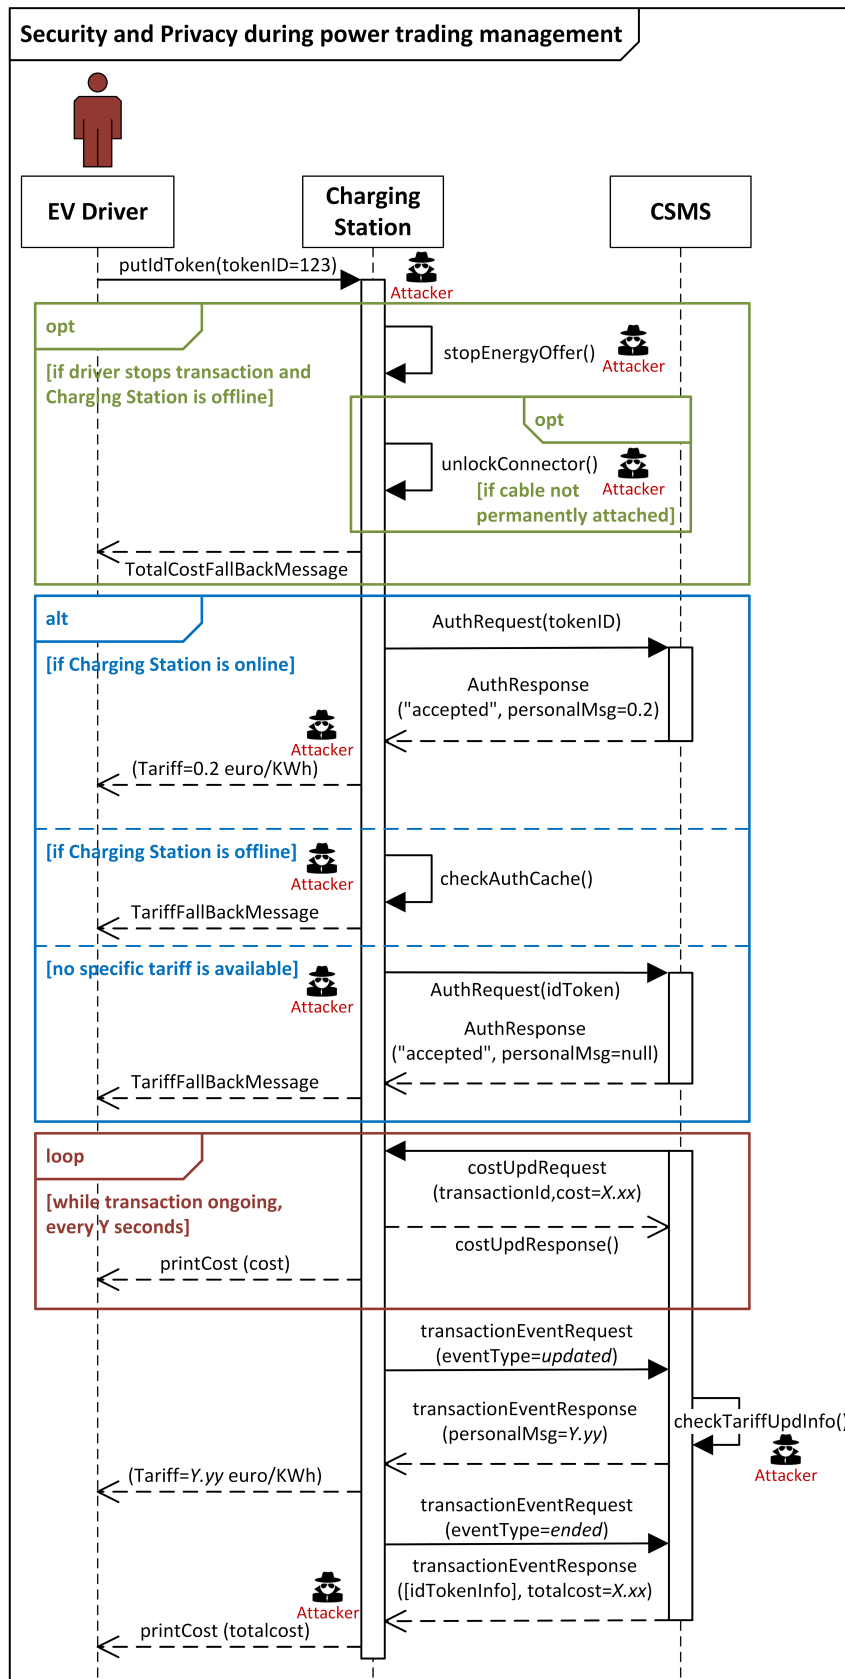 Security and Privacy during power trading management
EV Driver
Charging
Station
CSMS
putIdToken(tokenID=123)
Attacker
opt
[if driver stops transaction and
Charging Station is offline]
stopEnergyOffer()
Attacker
opt
unlockConnector()
Attacker
[if cable not
permanently attached]
TotalCostFallBackMessage
alt
[if Charging Station is online]
AuthRequest(tokenID)
AuthResponse
("accepted", personalMsg=0.2)
Attacker
(Tariff=0.2 euro/KWh)
[if Charging Station is offline]
Attacker
checkAuthCache()
TariffFallBackMessage
[no specific tariff is available]
Attacker
AuthRequest(idToken)
AuthResponse
("accepted", personalMsg=null)
TariffFallBackMessage
loop
[while transaction ongoing,
every Y seconds]
costUpdRequest
(transactionId,cost=X.xx)
costUpdResponse()
printCost (cost)
transactionEventRequest
(eventType=updated)
checkTariffUpdInfo()
Attacker
transactionEventResponse
(personalMsg=Y.yy)
(Tariff=Y.yy euro/KWh)
transactionEventRequest
(eventType=ended)
transactionEventResponse
([idTokenInfo], totalcost=X.xx)
Attacker
printCost (totalcost)